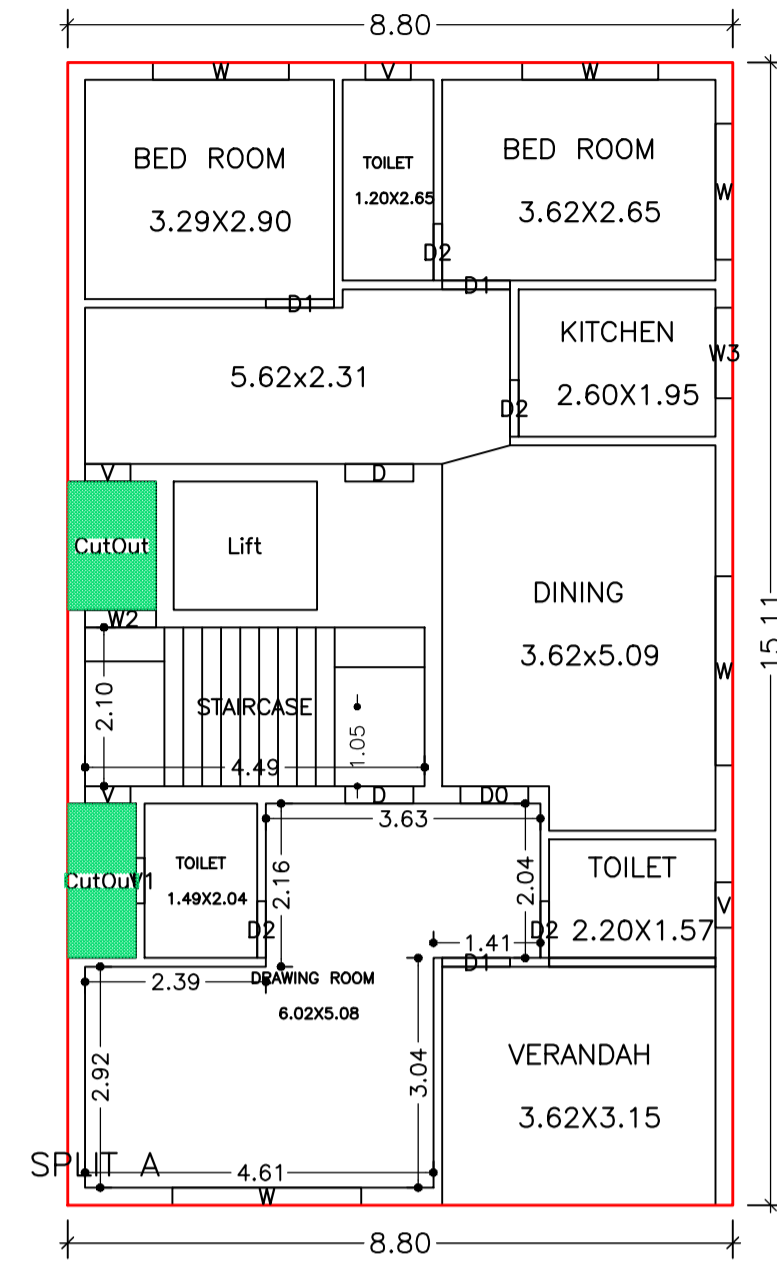 8.80
W
V
W
BED ROOM
3.29X2.90
TOILET
1.20X2.65
BED ROOM
3.62X2.65
W
D2
D1
D1
KITCHEN
2.60X1.95
W3
D2
5.62x2.31
V
D
CutOut
Lift
W2
DINING
3.62x5.09
W
15.11
2.10
STAIRCASE
1.05
4.49
V
D
D0
3.63
TOILET
1.49X2.04
2.16
2.04
CutOut
V1
D2
TOILET
2.20X1.57
V
D2
1.41
D1
2.39
DRAWING ROOM
6.02X5.08
2.92
3.04
VERANDAH
3.62X3.15
SPLIT A
4.61
W
8.80